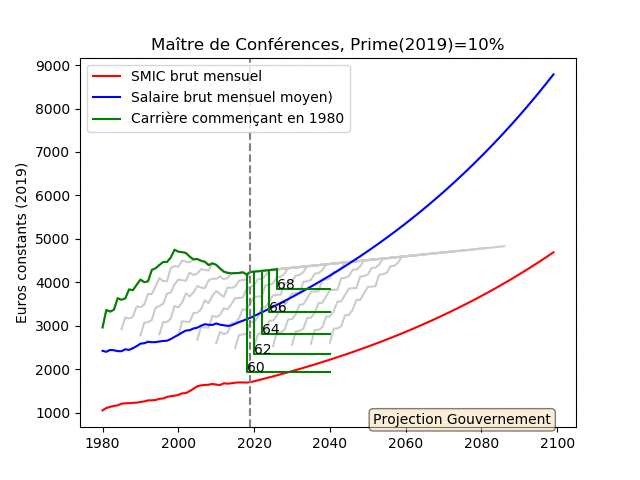 Maître de Conférences, Prime(2019)=10%
SMIC brut mensuel
Salaire brut mensuel moyen)
Carrière commençant en 1980
Euros constants (2019)
9000
8000
7000
6000
5000
4000
3000
2000
1000
68
66
64
62
60
Projection Gouvernement
1980 2000 2020 2040 2060 2080 2100